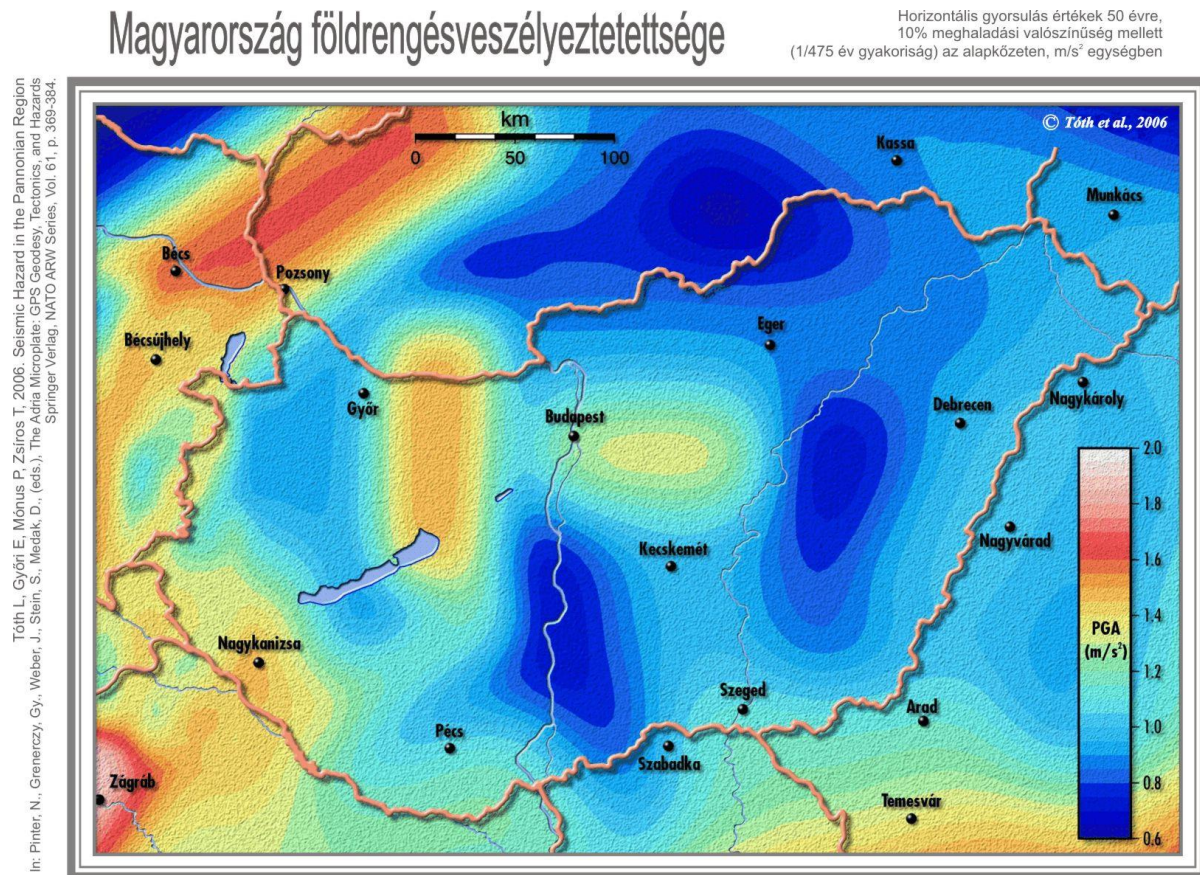 Magyarország földrengésveszélyeztetettsége
Horizontális gyorsulás értékek 50 évre,
10% meghaladási valószínűség mellett
(1/475 év gyakoriság) az alapkőzeten, m/s² egységben
Tóth L, Győri E, Mónus P, Zsíros T, 2006. Seismic Hazard in the Pannonian Region
In: Pinter, N., Grenerczy, Gy., Weber, J., Stein, S., Medak, D., (eds.), The Adria Microplate: GPS Geodesy, Tectonics, and Hazards
Springer Verlag, NATO ARW Series, Vol. 61, p. 369-384.
km
0 50 100
© Tóth et al., 2006
Kassa
Munkács
Bécs
Pozsony
Bécsújhely
Eger
Győr
Budapest
Debrecen
Nagykároly
Kecskemét
Nagyvárad
Nagykanizsa
Pécs
Szeged
Arad
Szabadka
Zágráb
Temesvár
2.0
1.8
1.6
1.4
PGA
(m/s²)
1.2
1.0
0.8
0.6